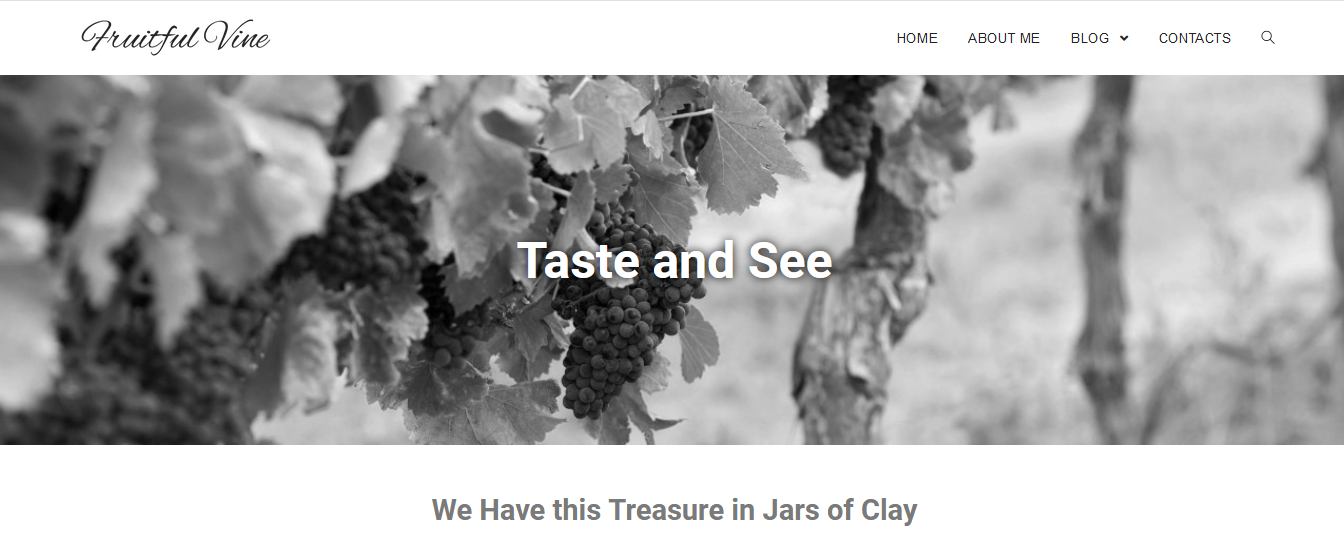 Fruitful Vine
HOME ABOUT ME BLOG CONTACTS
Taste and See
We Have this Treasure in Jars of Clay